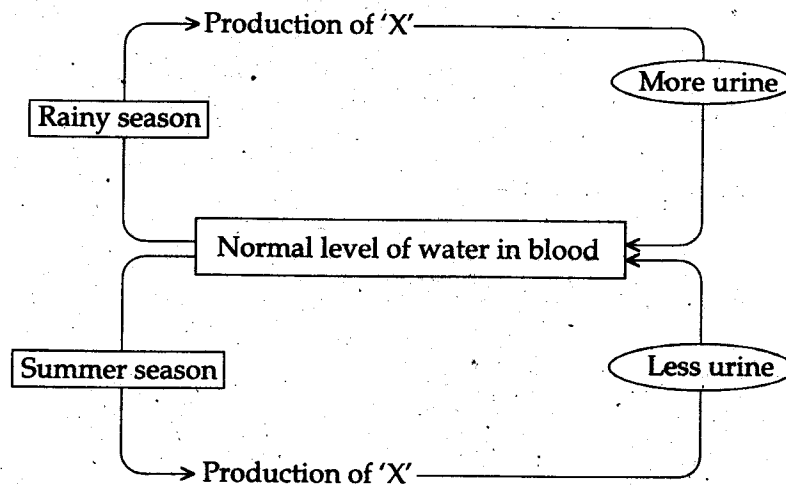 Production of 'X'
More urine
Rainy season
Normal level of water in blood
Summer season
Less urine
Production of 'X'